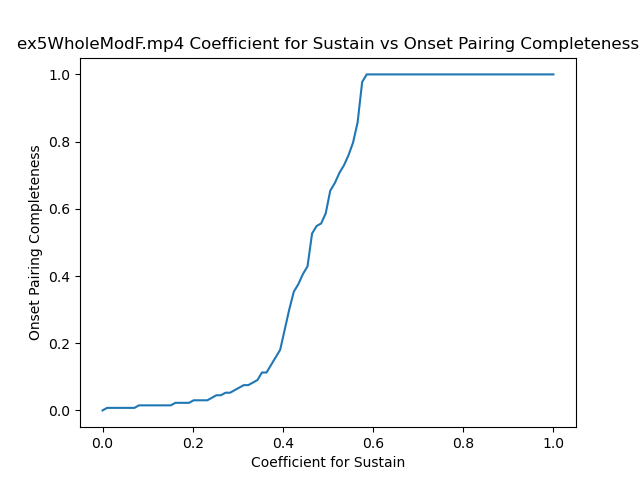 ex5WholeModF.mp4 Coefficient for Sustain vs Onset Pairing Completeness
1.0
0.8
0.6
0.4
0.2
0.0
Onset Pairing Completeness
0.0 0.2 0.4 0.6 0.8 1.0
Coefficient for Sustain